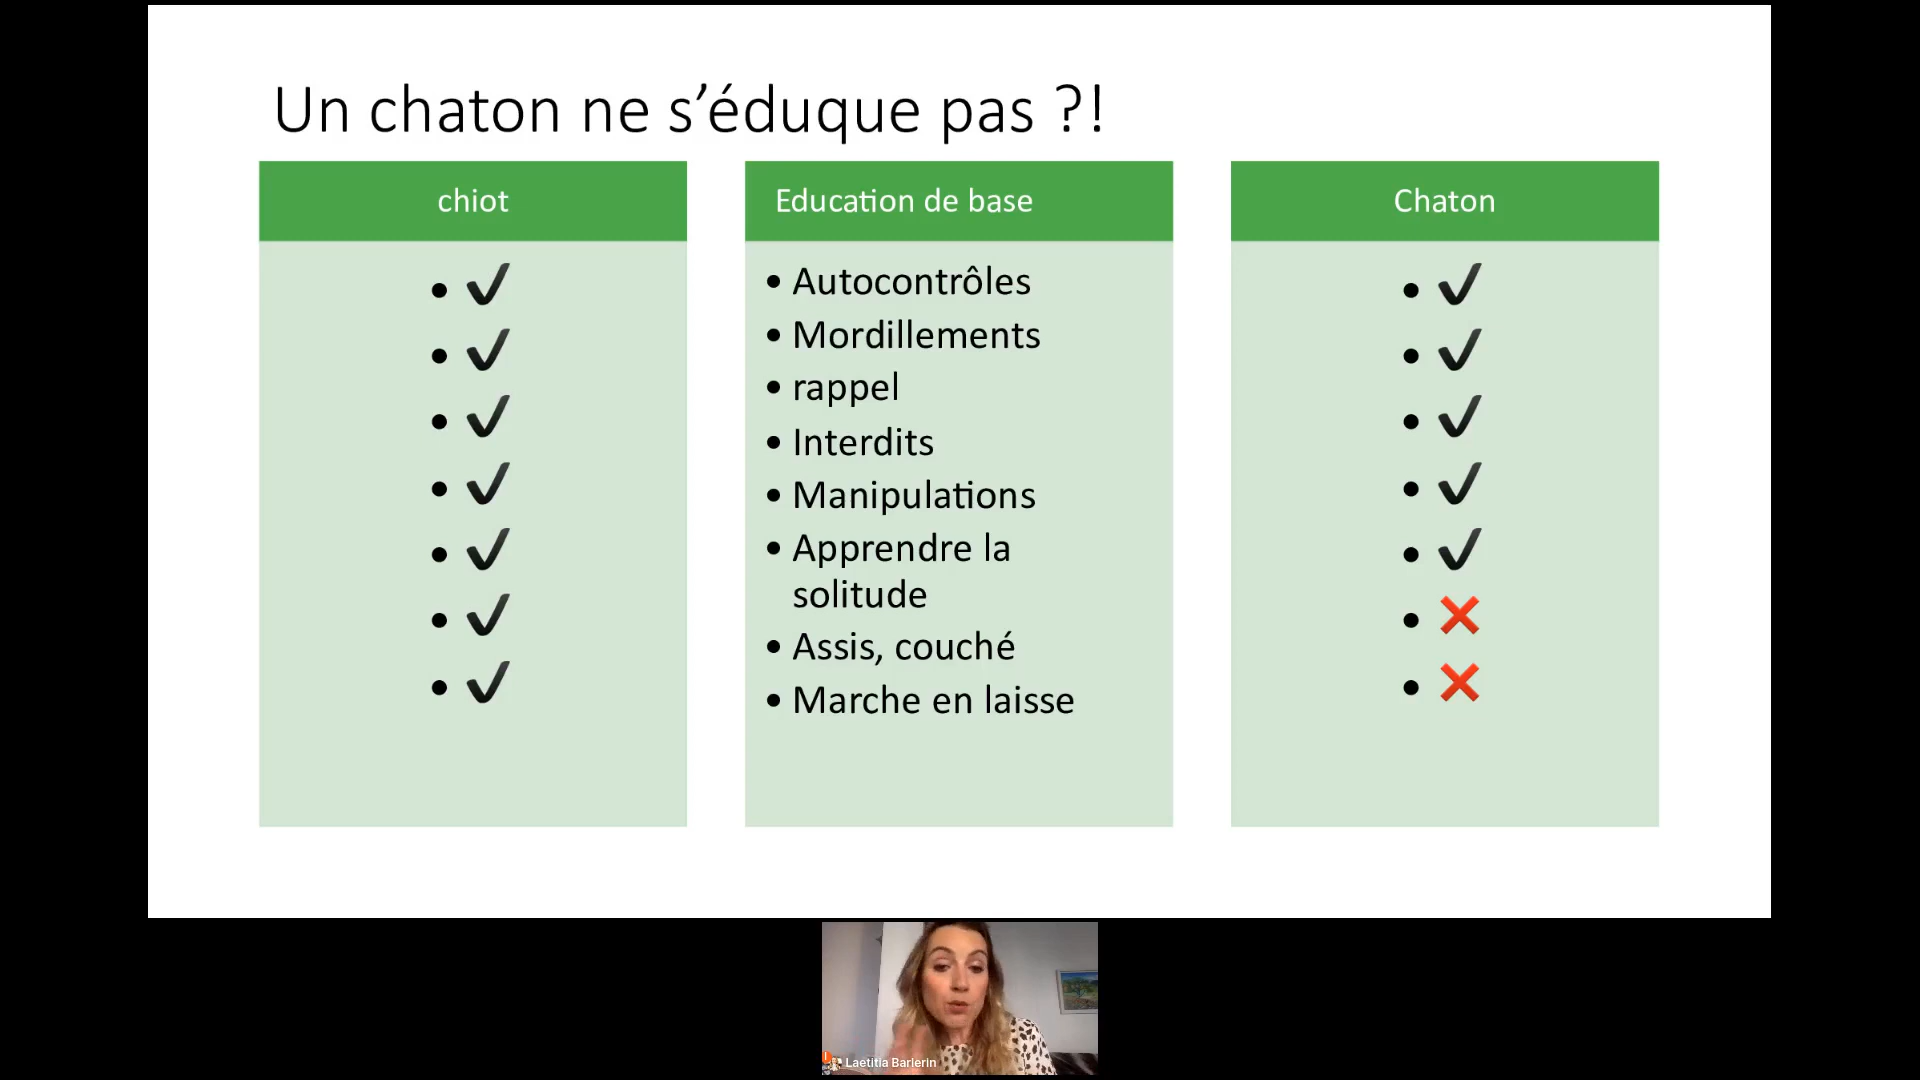 Un chaton ne s’éduque pas ?!
chiot
✔
✔
✔
✔
✔
✔
✔
Education de base
• Autocontrôles
• Mordillements
• rappel
• Interdits
• Manipulations
• Apprendre la
solitude
• Assis, couché
• Marche en laisse
Chaton
✔
✔
✔
✔
✔
❌
❌
Laetitia Barlerin